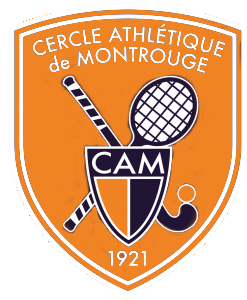 CERCLE ATHLÉTIQUE
de MONTROUGE
CAM
1921